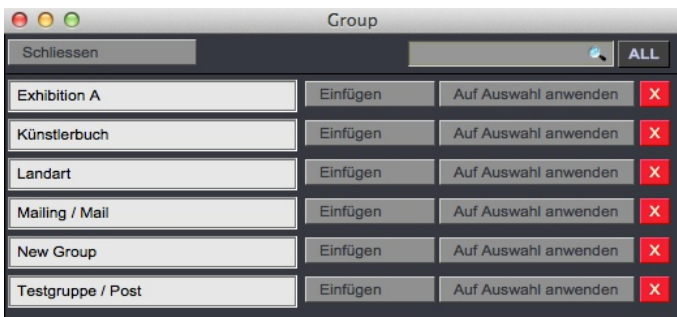 Group
Schliessen ALL
Exhibition A Einfügen Auf Auswahl anwenden X
Künstlerbuch Einfügen Auf Auswahl anwenden X
Landart Einfügen Auf Auswahl anwenden X
Mailing / Mail Einfügen Auf Auswahl anwenden X
New Group Einfügen Auf Auswahl anwenden X
Testgruppe / Post Einfügen Auf Auswahl anwenden X